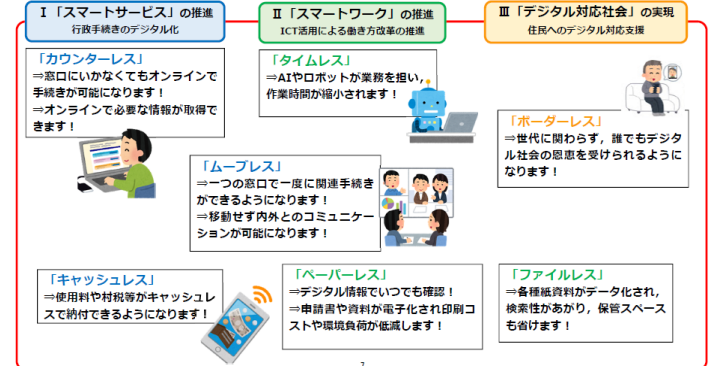 Ⅰ「スマートサービス」の推進
行政手続きのデジタル化
Ⅱ「スマートワーク」の推進
ICT活用による働き方改革の推進
Ⅲ「デジタル対応社会」の実現
住民へのデジタル対応支援
「カウンターレス」
⇒窓口にいかなくてもオンラインで
手続きが可能になります！
⇒オンラインで必要な情報が取得で
きます！
「タイムレス」
⇒AIやロボットが業務を担い，
作業時間が縮小されます！
「ボーダーレス」
⇒世代に関わらず，誰でもデジタ
ル社会の恩恵を受けられるように
なります！
「ムーブレス」
⇒一つの窓口で一度に関連手続き
ができるようになります！
⇒移動せず内外とのコミュニケー
ションが可能になります！
「キャッシュレス」
⇒使用料や村税等がキャッシュレ
スで納付できるようになります！
「ペーパーレス」
⇒デジタル情報でいつでも確認！
⇒申請書や資料が電子化され印刷コ
ストや環境負荷が低減します！
「ファイルレス」
⇒各種紙資料がデータ化され，
検索性があがり，保管スペース
も省けます！
7